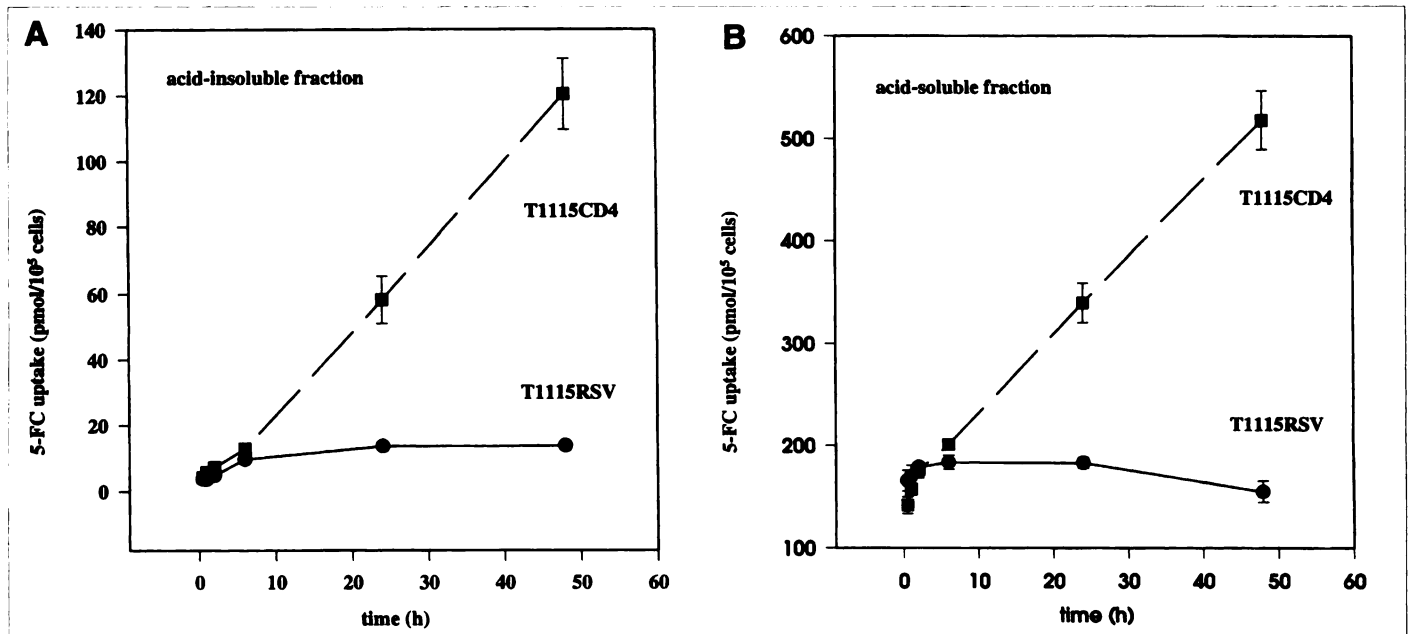 A
acid-insoluble fraction
5-FC uptake (pmol/10⁵ cells)
140
120
100
80
60
40
20
0
T1115CD4
T1115RSV
0 10 20 30 40 50 60
time (h)
B
acid-soluble fraction
5-FC uptake (pmol/10⁵ cells)
600
500
400
300
200
100
T1115CD4
T1115RSV
0 10 20 30 40 50 60
time (h)